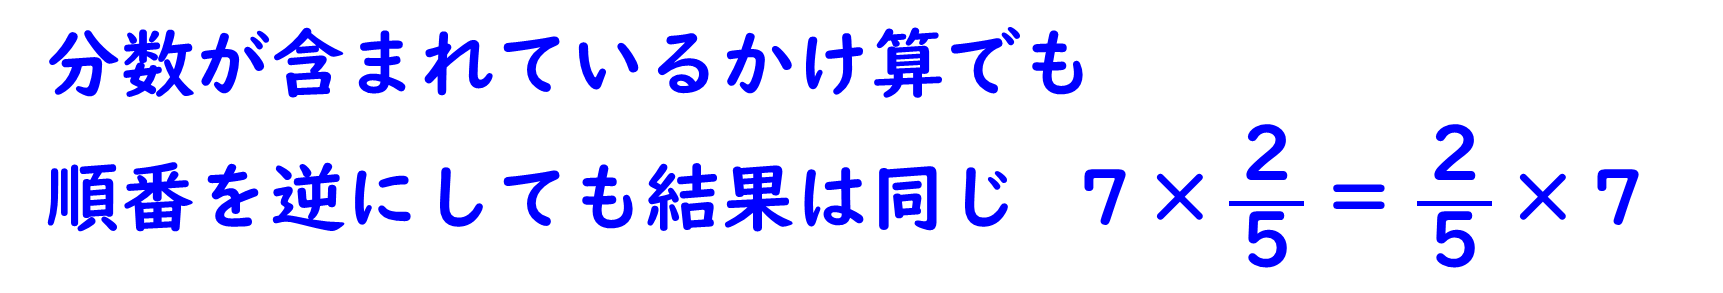 分数が含まれているかけ算でも
順番を逆にしても結果は同じ 7 × 2/5 = 2/5 × 7